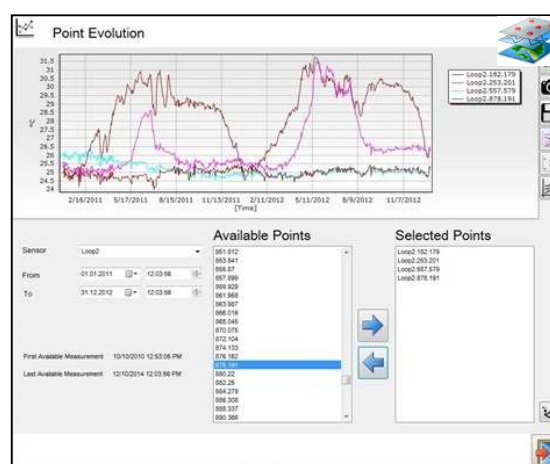 Point Evolution
31.5
31
30.5
30
29.5
29
28.5
28
27.5
27
26.5
26
25.5
25
24.5
24
°C
2/16/2011 5/17/2011 8/15/2011 11/13/2011 2/11/2012 5/11/2012 8/9/2012 11/7/2012
[Time]
Loop2.182.179
Loop2.253.201
Loop2.557.579
Loop2.878.191
Available Points
Selected Points
Sensor Loop2
From 01.01.2011 12:03:56
To 31.12.2012 12:03:56
First Available Measurement 10/10/2010 12:53:05 PM
Last Available Measurement 12/10/2014 12:03:56 PM
851.812
853.841
855.87
857.899
859.929
861.958
863.987
866.016
868.046
870.075
872.104
874.133
876.162
878.191
880.22
882.25
884.279
886.308
888.337
890.366
Loop2.182.179
Loop2.253.201
Loop2.557.579
Loop2.878.191